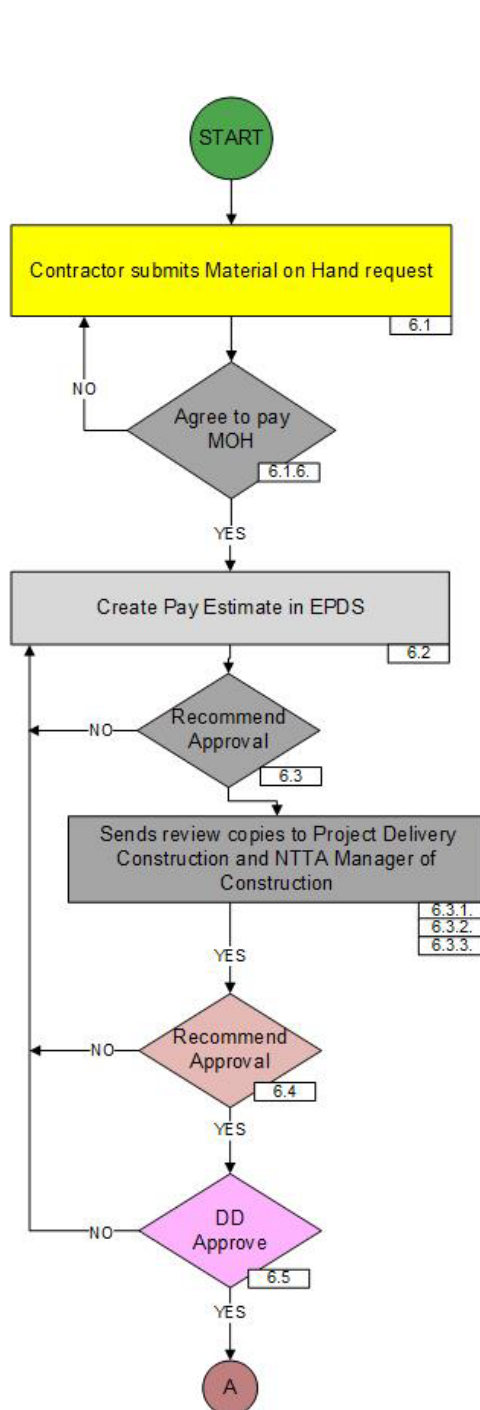 START
Contractor submits Material on Hand request
6.1
NO
Agree to pay
MOH
6.1.6.
YES
Create Pay Estimate in EPDS
6.2
Recommend
Approval
NO
6.3
Sends review copies to Project Delivery
Construction and NTTA Manager of
Construction
6.3.1.
6.3.2.
6.3.3.
YES
Recommend
Approval
NO
6.4
YES
DD
Approve
NO
6.5
YES
A